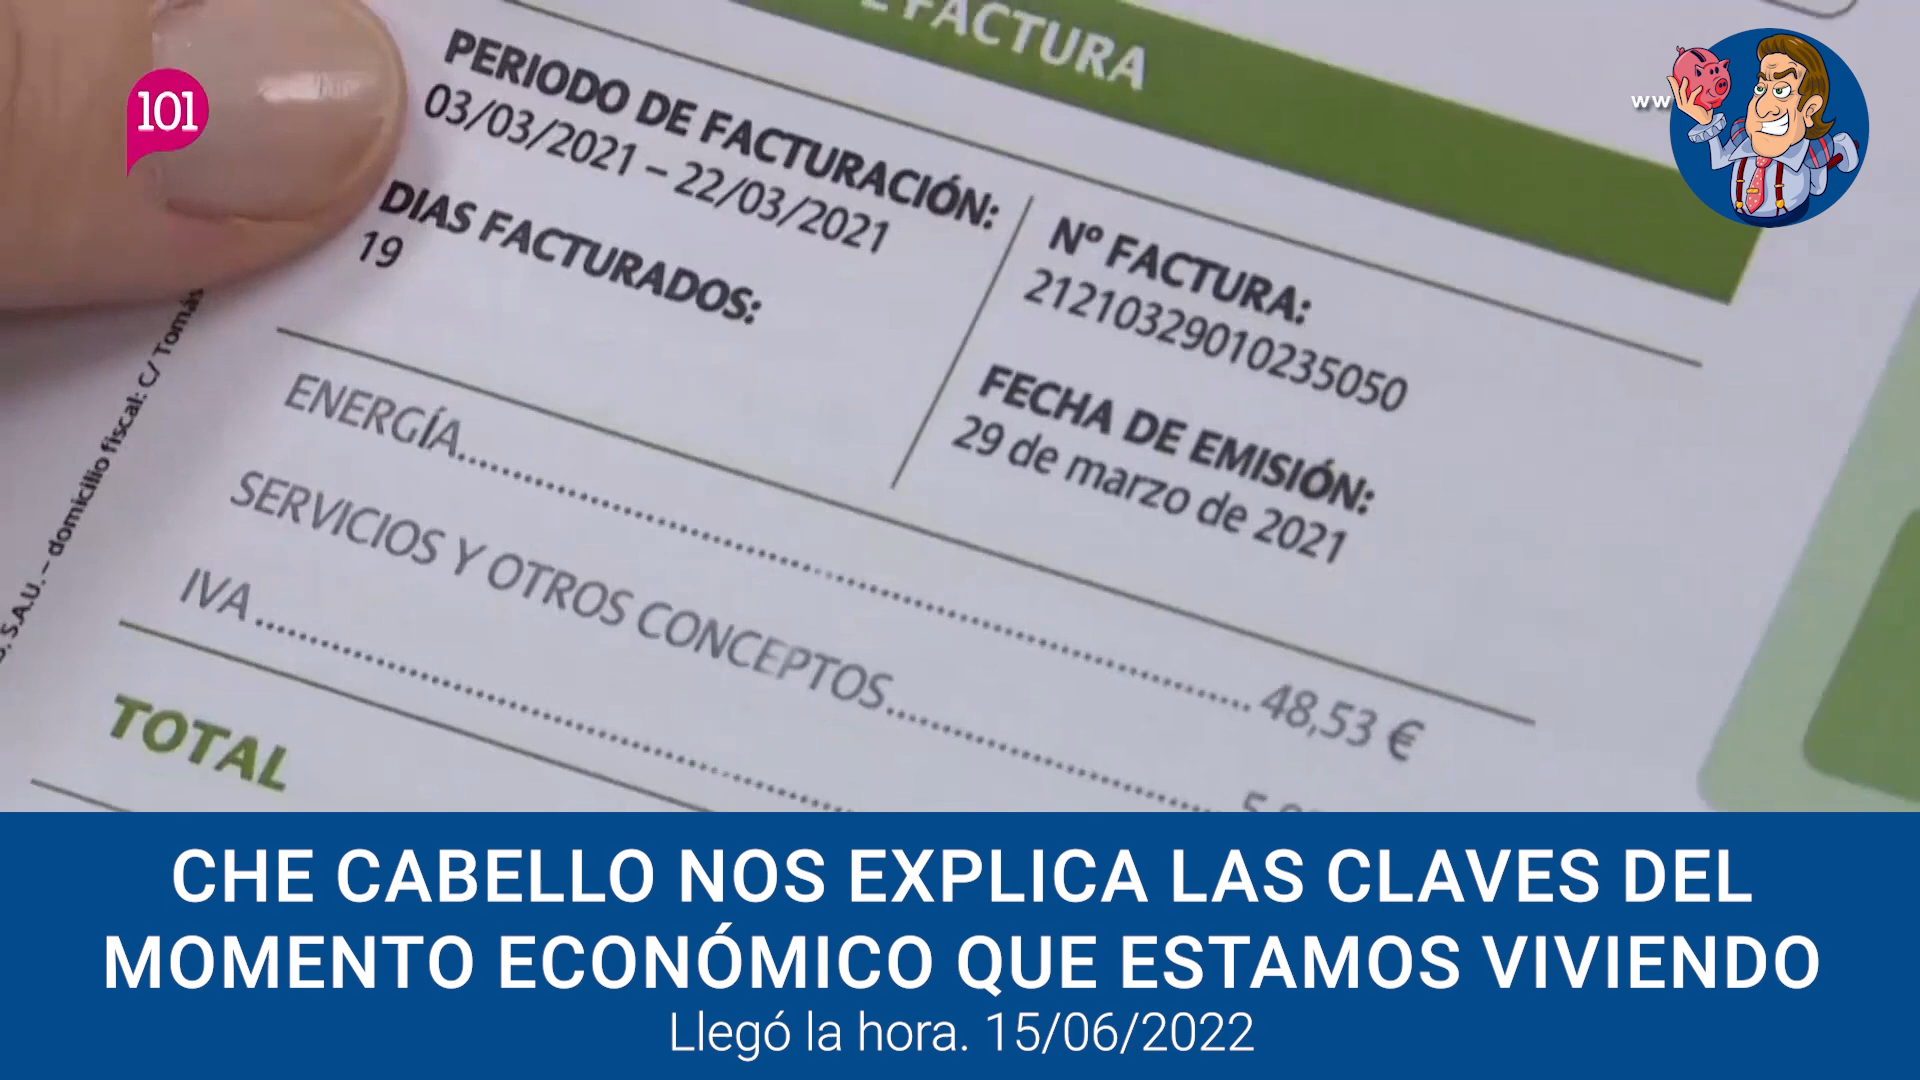 101
FACTURA
PERIODO DE FACTURACIÓN:
03/03/2021 – 22/03/2021
DIAS FACTURADOS:
19
Nº FACTURA:
2121032901023​5050
FECHA DE EMISIÓN:
29 de marzo de 2021
ENERGÍA 48,53 €
SERVICIOS Y OTROS CONCEPTOS
IVA
TOTAL
S.A.U. – domicilio fiscal: C/ Tomás
CHE CABELLO NOS EXPLICA LAS CLAVES DEL
MOMENTO ECONÓMICO QUE ESTAMOS VIVIENDO
Llegó la hora. 15/06/2022